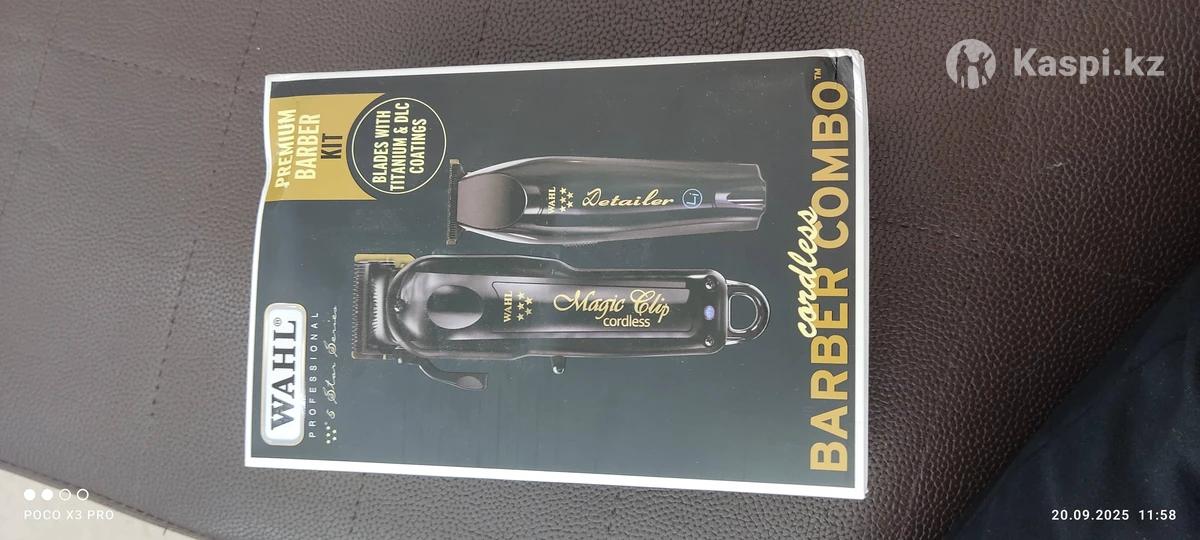 Kaspi.kz
WAHL®
PROFESSIONAL
5 Star Series
PREMIUM
BARBER
KIT
BLADES WITH
TITANIUM & DLC
COATINGS
WAHL
Detailer
Li
WAHL
Magic Clip
cordless
cordless
BARBER COMBO™
POCO X3 PRO
20.09.2025 11:58